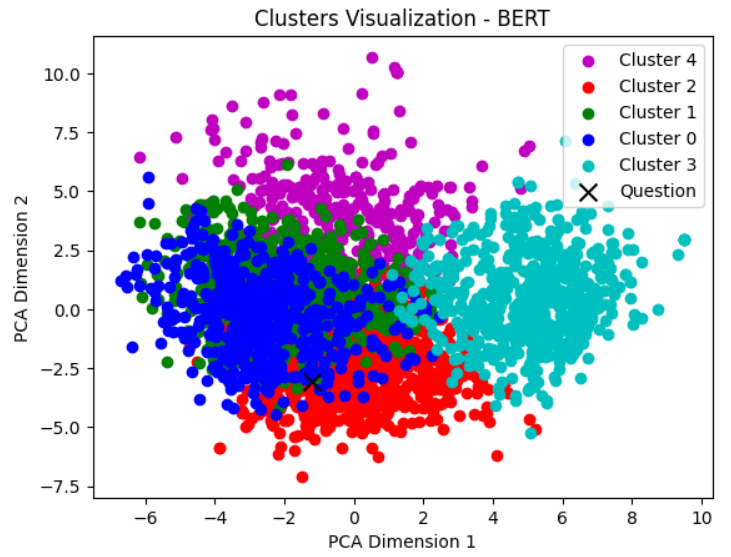 Clusters Visualization - BERT
Cluster 4
Cluster 2
Cluster 1
Cluster 0
Cluster 3
Question
PCA Dimension 2
10.0
7.5
5.0
2.5
0.0
−2.5
−5.0
−7.5
−6 −4 −2 0 2 4 6 8 10
PCA Dimension 1